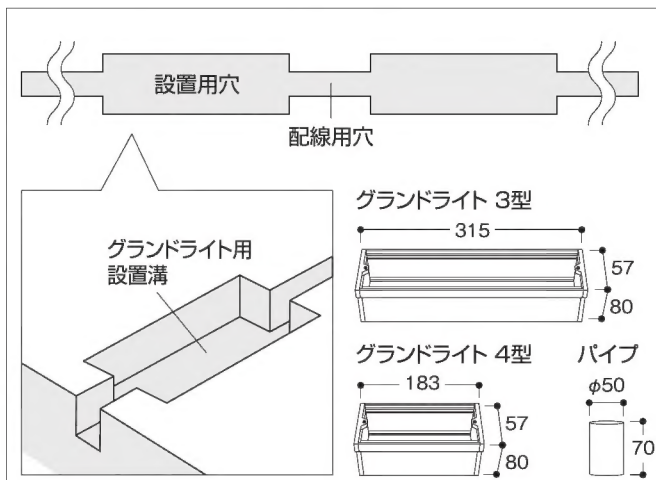 設置用穴
配線用穴
グランドライト用
設置溝
グランドライト 3型
315
57
80
グランドライト 4型
183
57
80
パイプ
φ50
70